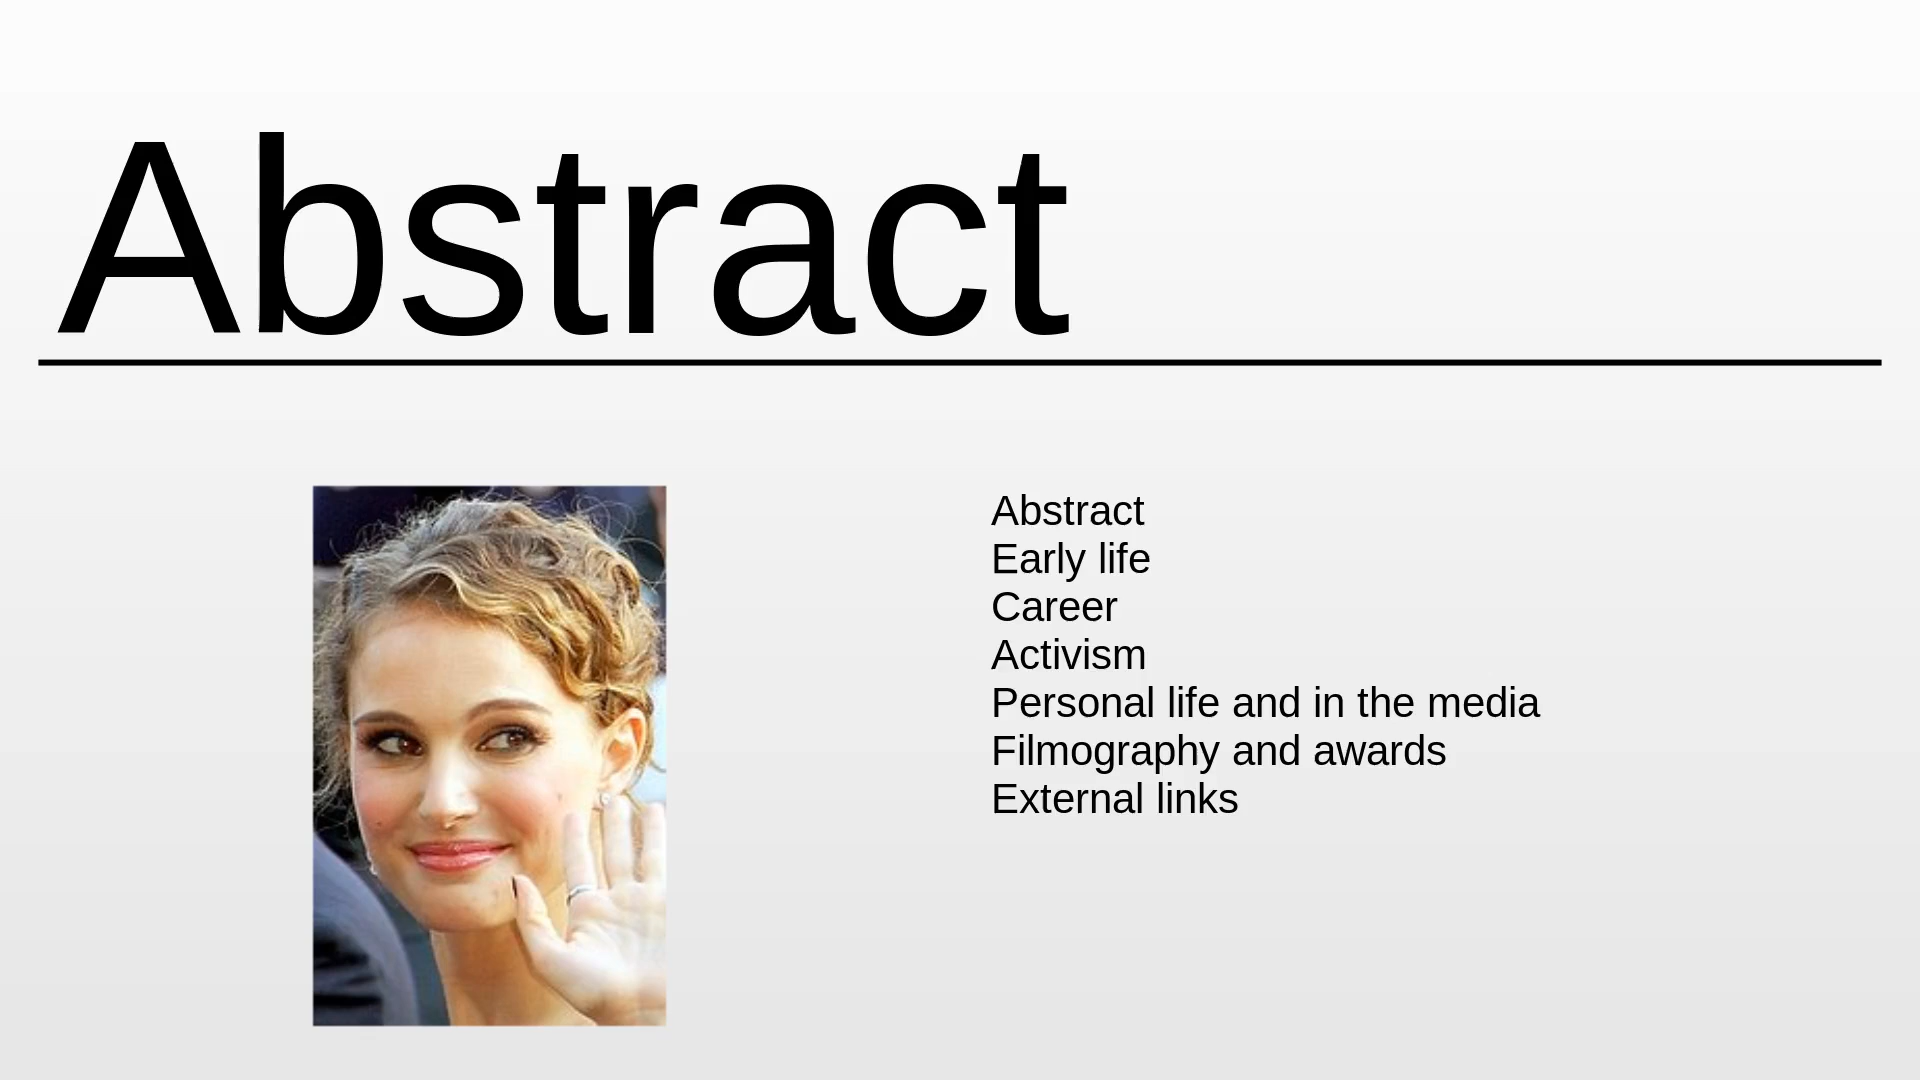 Abstract
Abstract
Early life
Career
Activism
Personal life and in the media
Filmography and awards
External links